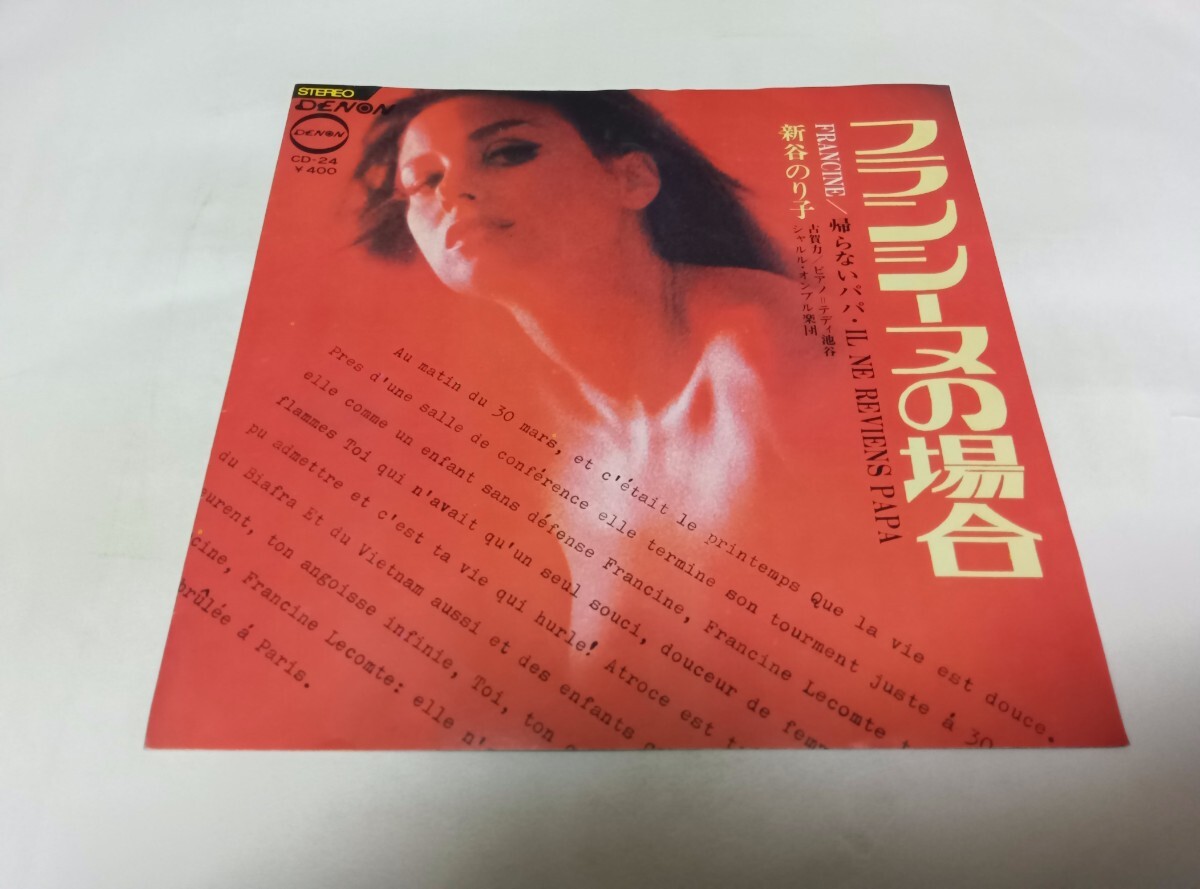 STEREO
DENON
DENON
CD-24
¥400
フランシーヌの場合
FRANCINE/帰らないパパ・IL NE REVIENS PAPA
新谷のり子
古賀力/ピアノ=テディ池谷
シャルル・オンブル楽団
Au matin du 30 mars, et c'était le printemps Que la vie est douce.
Pres d'une salle de conférence elle termine son tourment juste á 30
elle comme un enfant sans défense Francine, Francine Lecomte
flammes Toi qui n'avait qu'un seul souci, douceur de
pu admettre et c'est ta vie qui hurle! Atroce est
du Biafra Et du Vietnam aussi et des enfants
urent, ton angoisse infinie, Toi, ton
cine, Francine Lecomte: elle n'
brûlée á Paris.